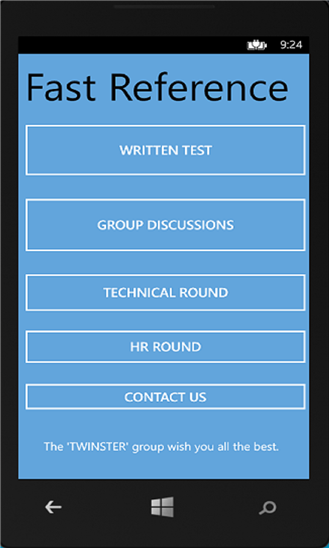 9:24
Fast Reference
WRITTEN TEST
GROUP DISCUSSIONS
TECHNICAL ROUND
HR ROUND
CONTACT US
The 'TWINSTER' group wish you all the best.